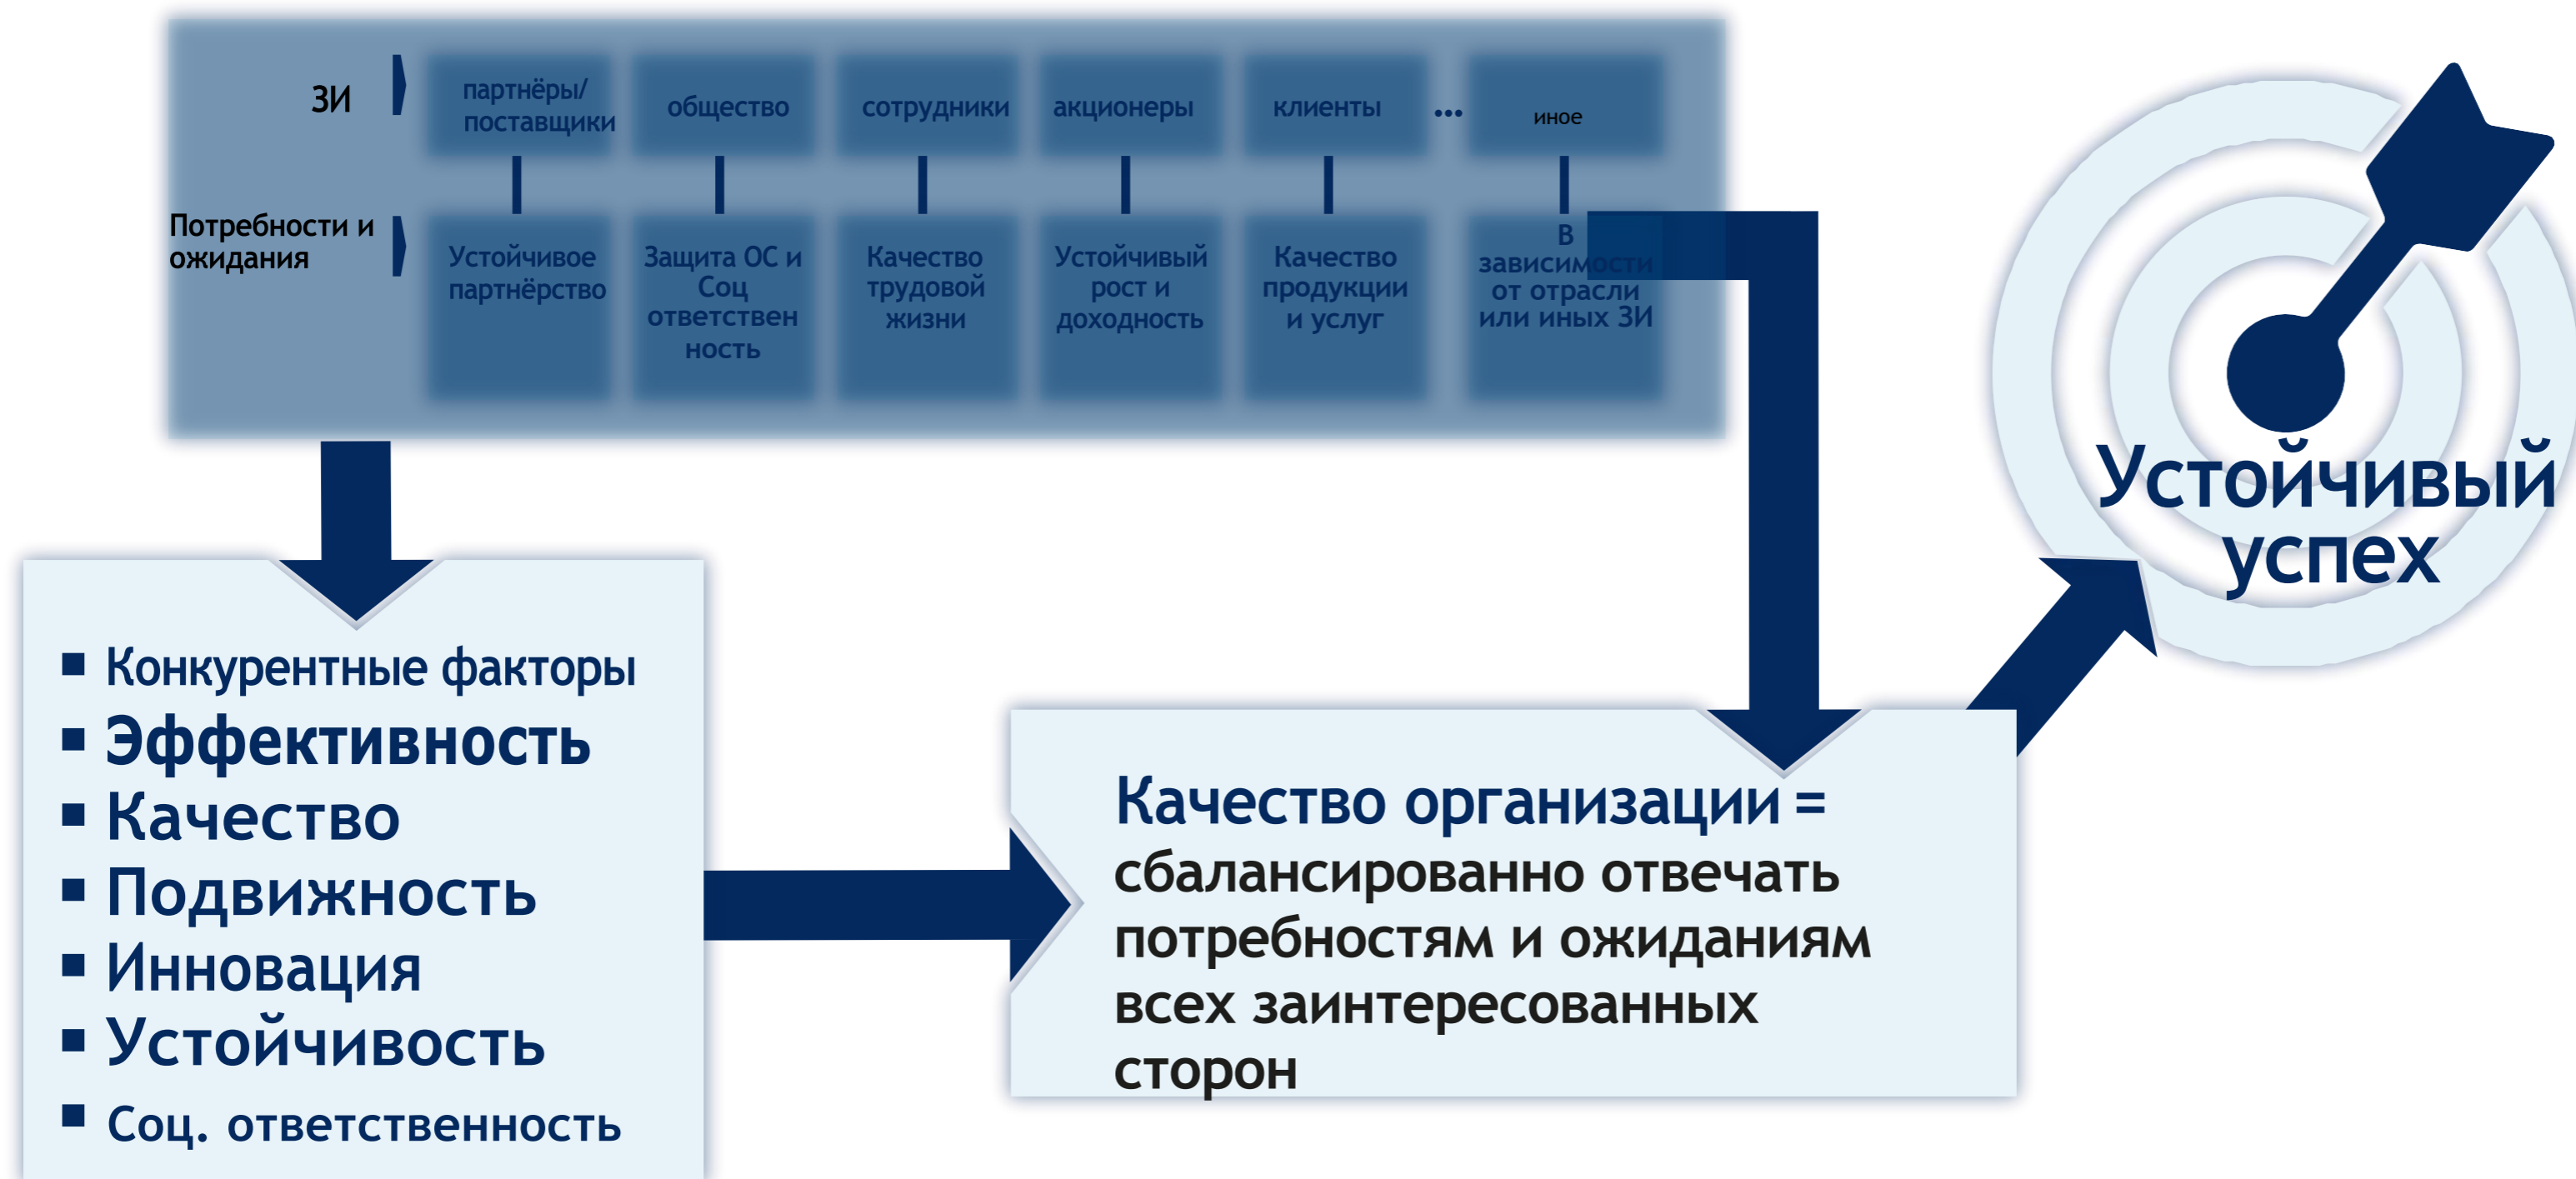 ЗИ
партнёры/
поставщики
общество
сотрудники
акционеры
клиенты
...
иное
Потребности и
ожидания
Устойчивое
партнёрство
Защита ОС и
Соц
ответствен
ность
Качество
трудовой
жизни
Устойчивый
рост и
доходность
Качество
продукции
и услуг
В
зависимости
от отрасли
или иных ЗИ
Устойчивый
успех
▪ Конкурентные факторы
▪ Эффективность
▪ Качество
▪ Подвижность
▪ Инновация
▪ Устойчивость
▪ Соц. ответственность
Качество организации =
сбалансированно отвечать
потребностям и ожиданиям
всех заинтересованных
сторон